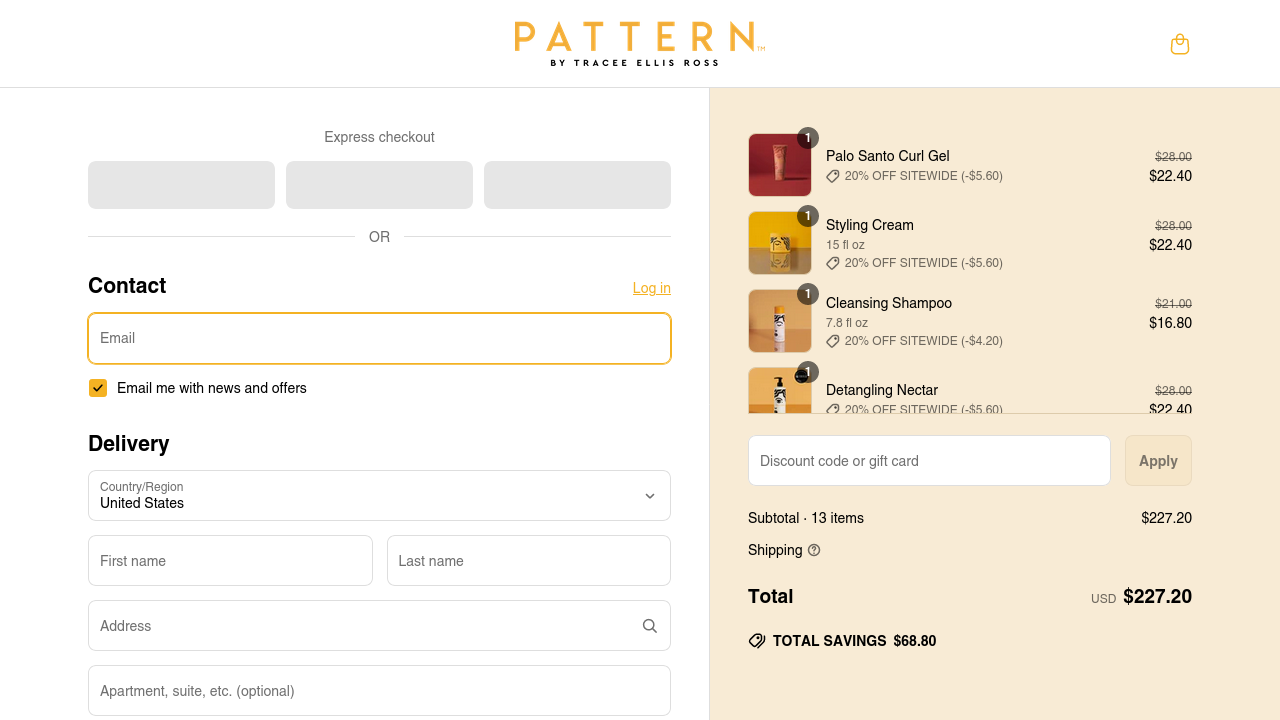 PATTERN™
BY TRACEE ELLIS ROSS
Express checkout
OR
Contact
Log in
Email
Email me with news and offers
Delivery
Country/Region
United States
First name
Last name
Address
Apartment, suite, etc. (optional)
1
Palo Santo Curl Gel
20% OFF SITEWIDE (-$5.60)
$28.00
$22.40
1
Styling Cream
15 fl oz
20% OFF SITEWIDE (-$5.60)
$28.00
$22.40
1
Cleansing Shampoo
7.8 fl oz
20% OFF SITEWIDE (-$4.20)
$21.00
$16.80
1
Detangling Nectar
20% OFF SITEWIDE (-$5.60)
$28.00
$22.40
Discount code or gift card
Apply
Subtotal · 13 items
$227.20
Shipping
Total
USD $227.20
TOTAL SAVINGS $68.80